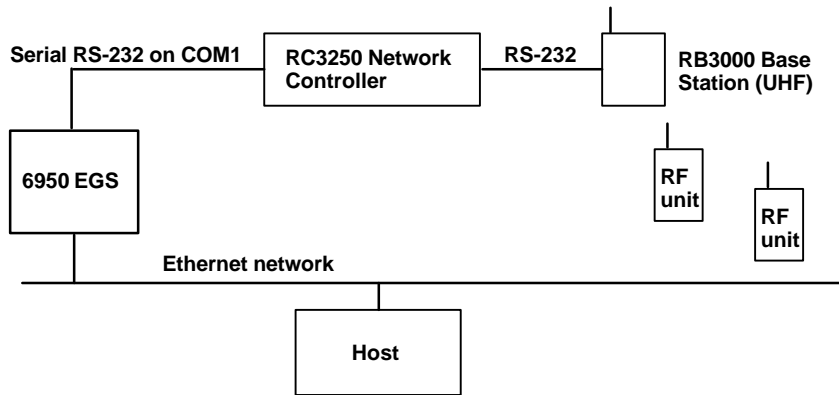 Serial RS-232 on COM1
RC3250 Network
Controller
RS-232
RB3000 Base
Station (UHF)
6950 EGS
RF
unit
RF
unit
Ethernet network
Host